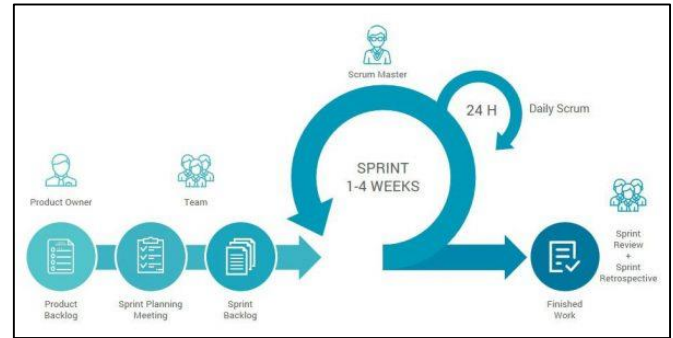 Scrum Master
24 H
Daily Scrum
SPRINT
1-4 WEEKS
Product Owner
Team
Sprint
Review
+
Sprint
Retrospective
Product
Backlog
Sprint Planning
Meeting
Sprint
Backlog
Finished
Work